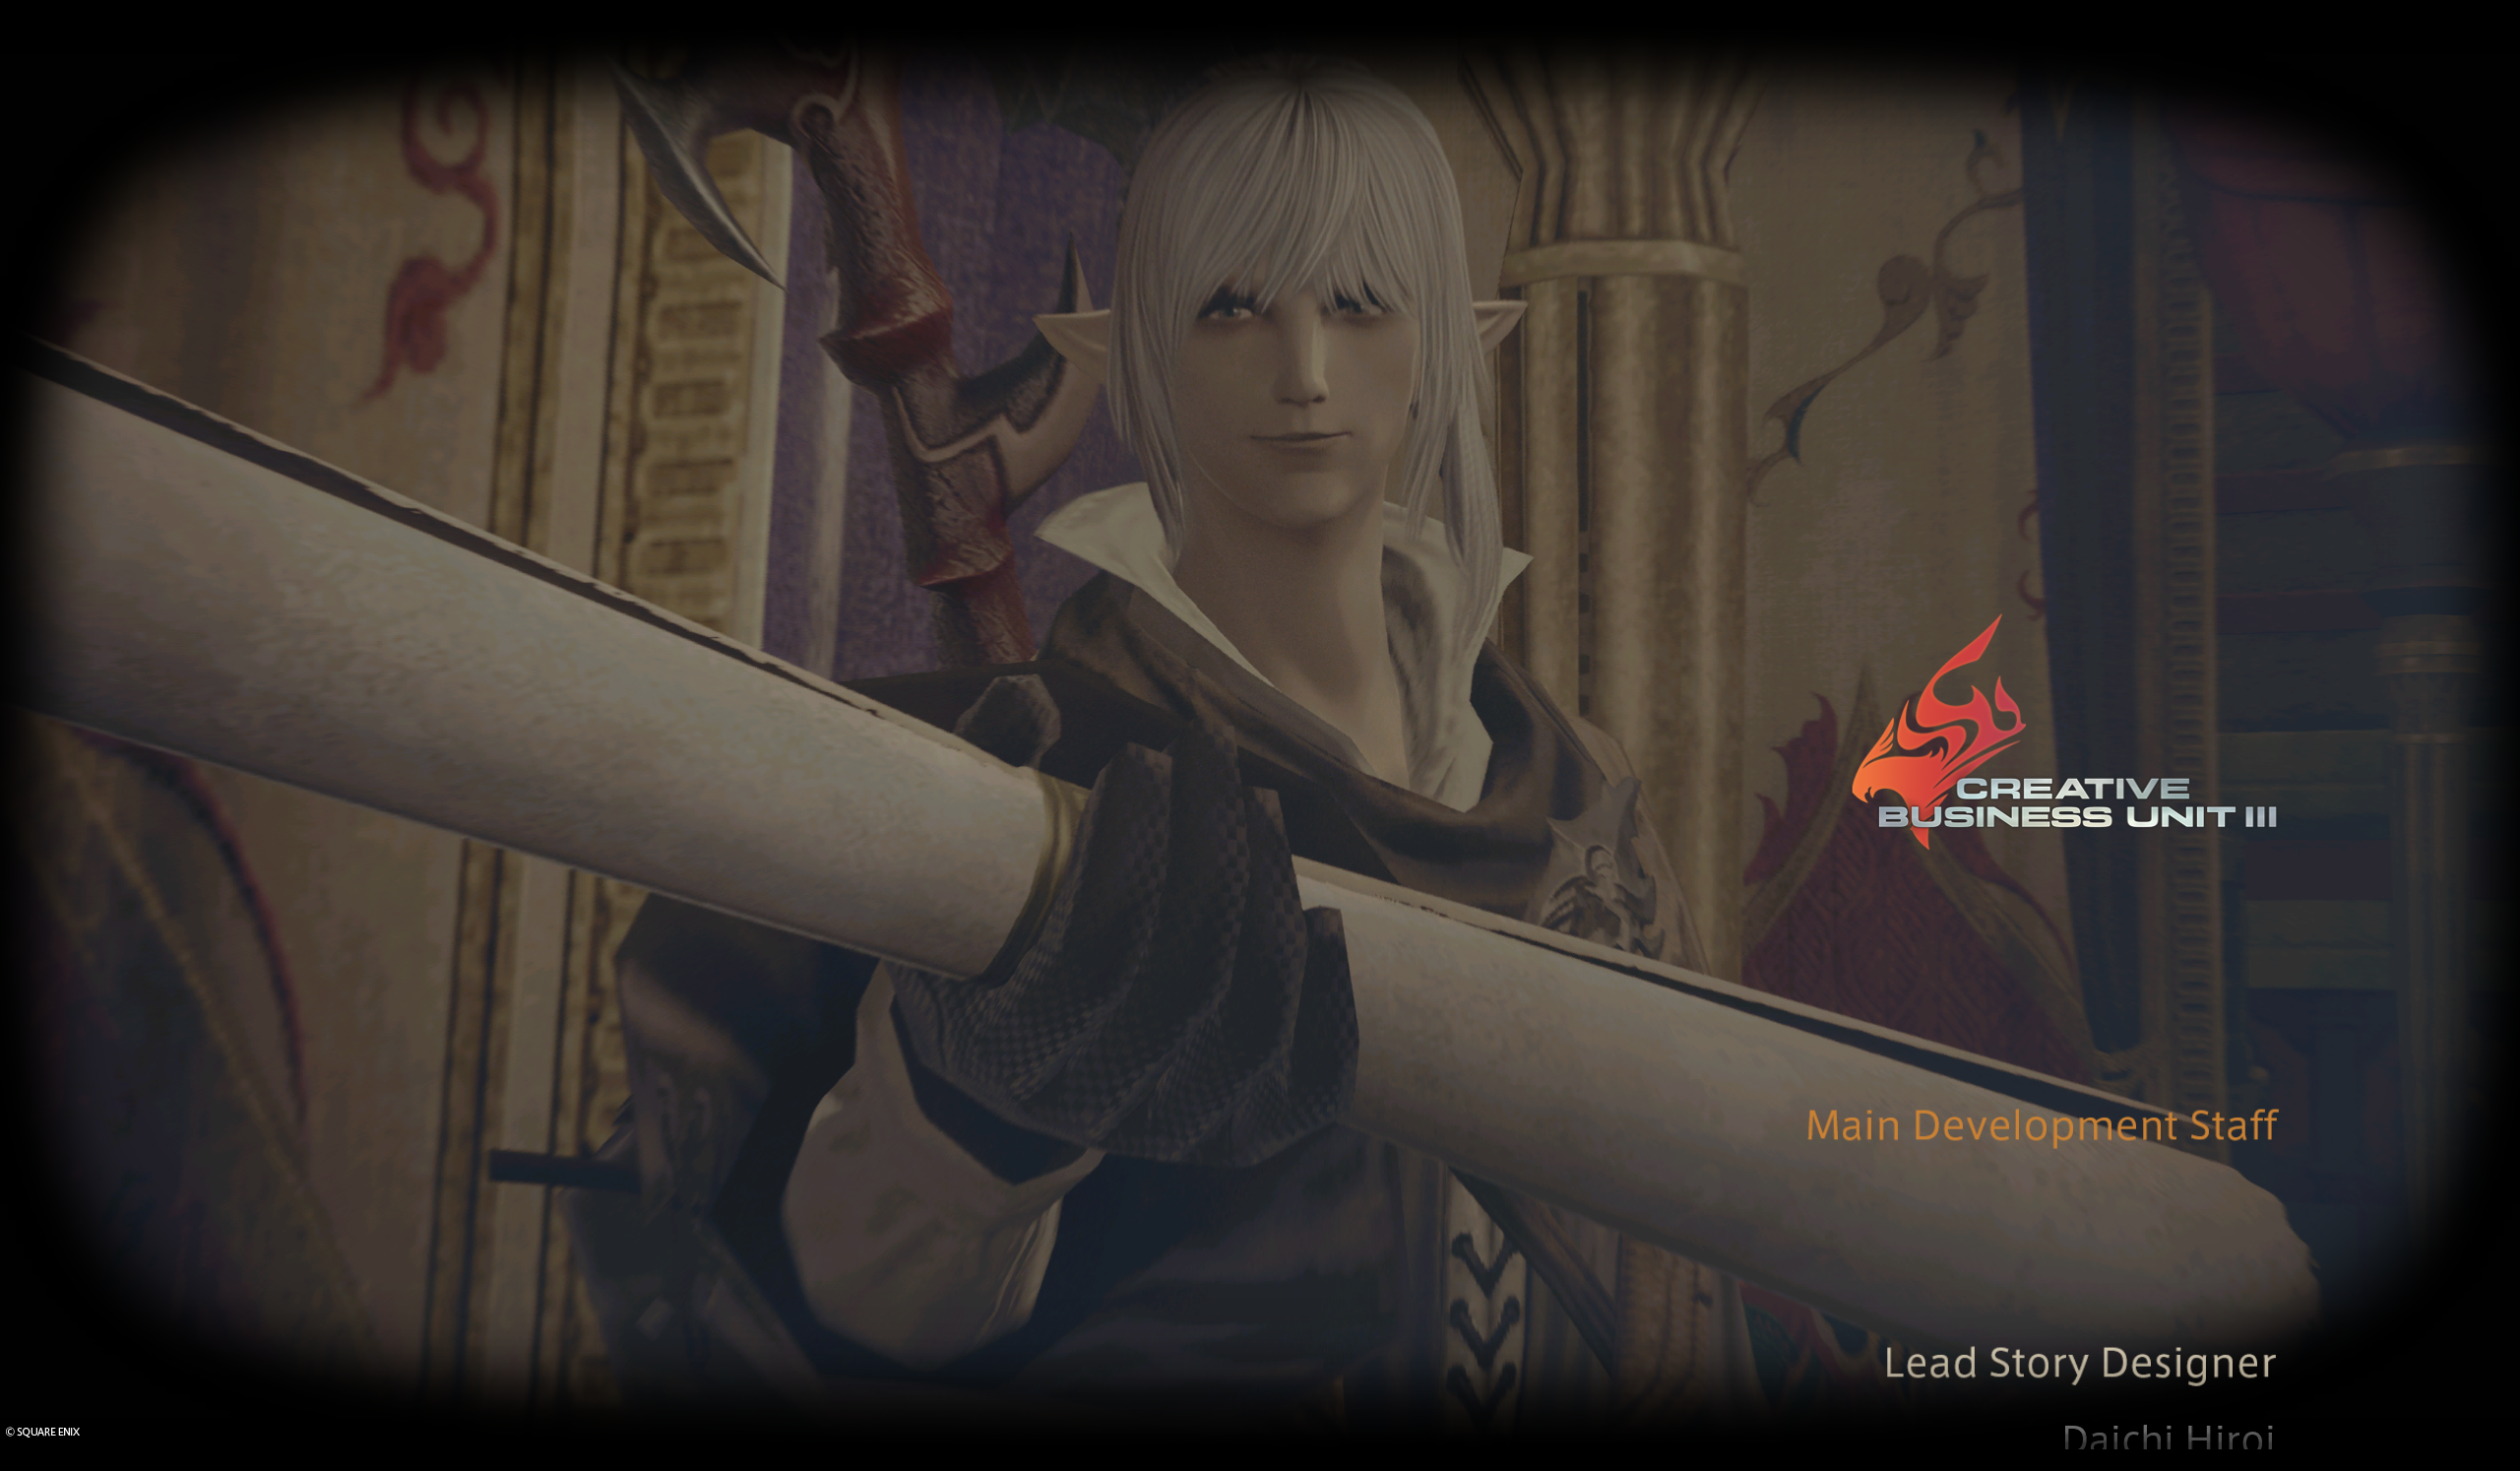 CREATIVE
BUSINESS UNIT III
Main Development Staff
Lead Story Designer
Daichi Hiroi
© SQUARE ENIX